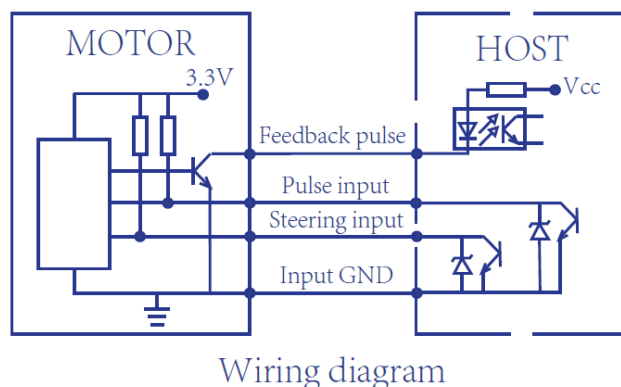 MOTOR
HOST
3.3V
Vcc
Feedback pulse
Pulse input
Steering input
Input GND
Wiring diagram